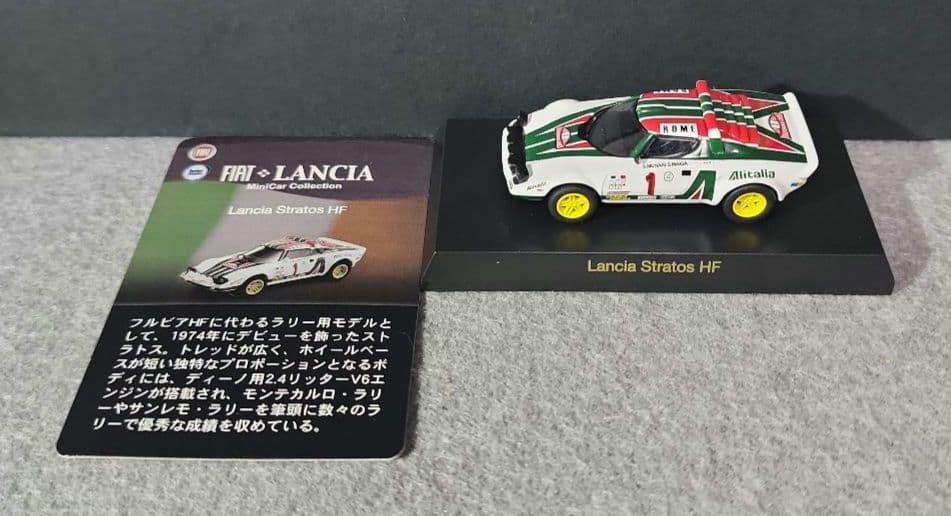 FIAT
FIAT LANCIA
MiniCar Collection
Lancia Stratos HF
フルビアHFに代わるラリー用モデルと
して、1974年にデビューを飾ったスト
ラトス。トレッドが広く、ホイールベー
スが短い独特なプロポーションとなるボ
ディには、ディーノ用2.4リッターV6エ
ンジンが搭載され、モンテカルロ・ラリ
ーやサンレモ・ラリーを筆頭に数々のラ
リーで優秀な成績を収めている。
ROME
1
4
Alitalia
Lancia Stratos HF